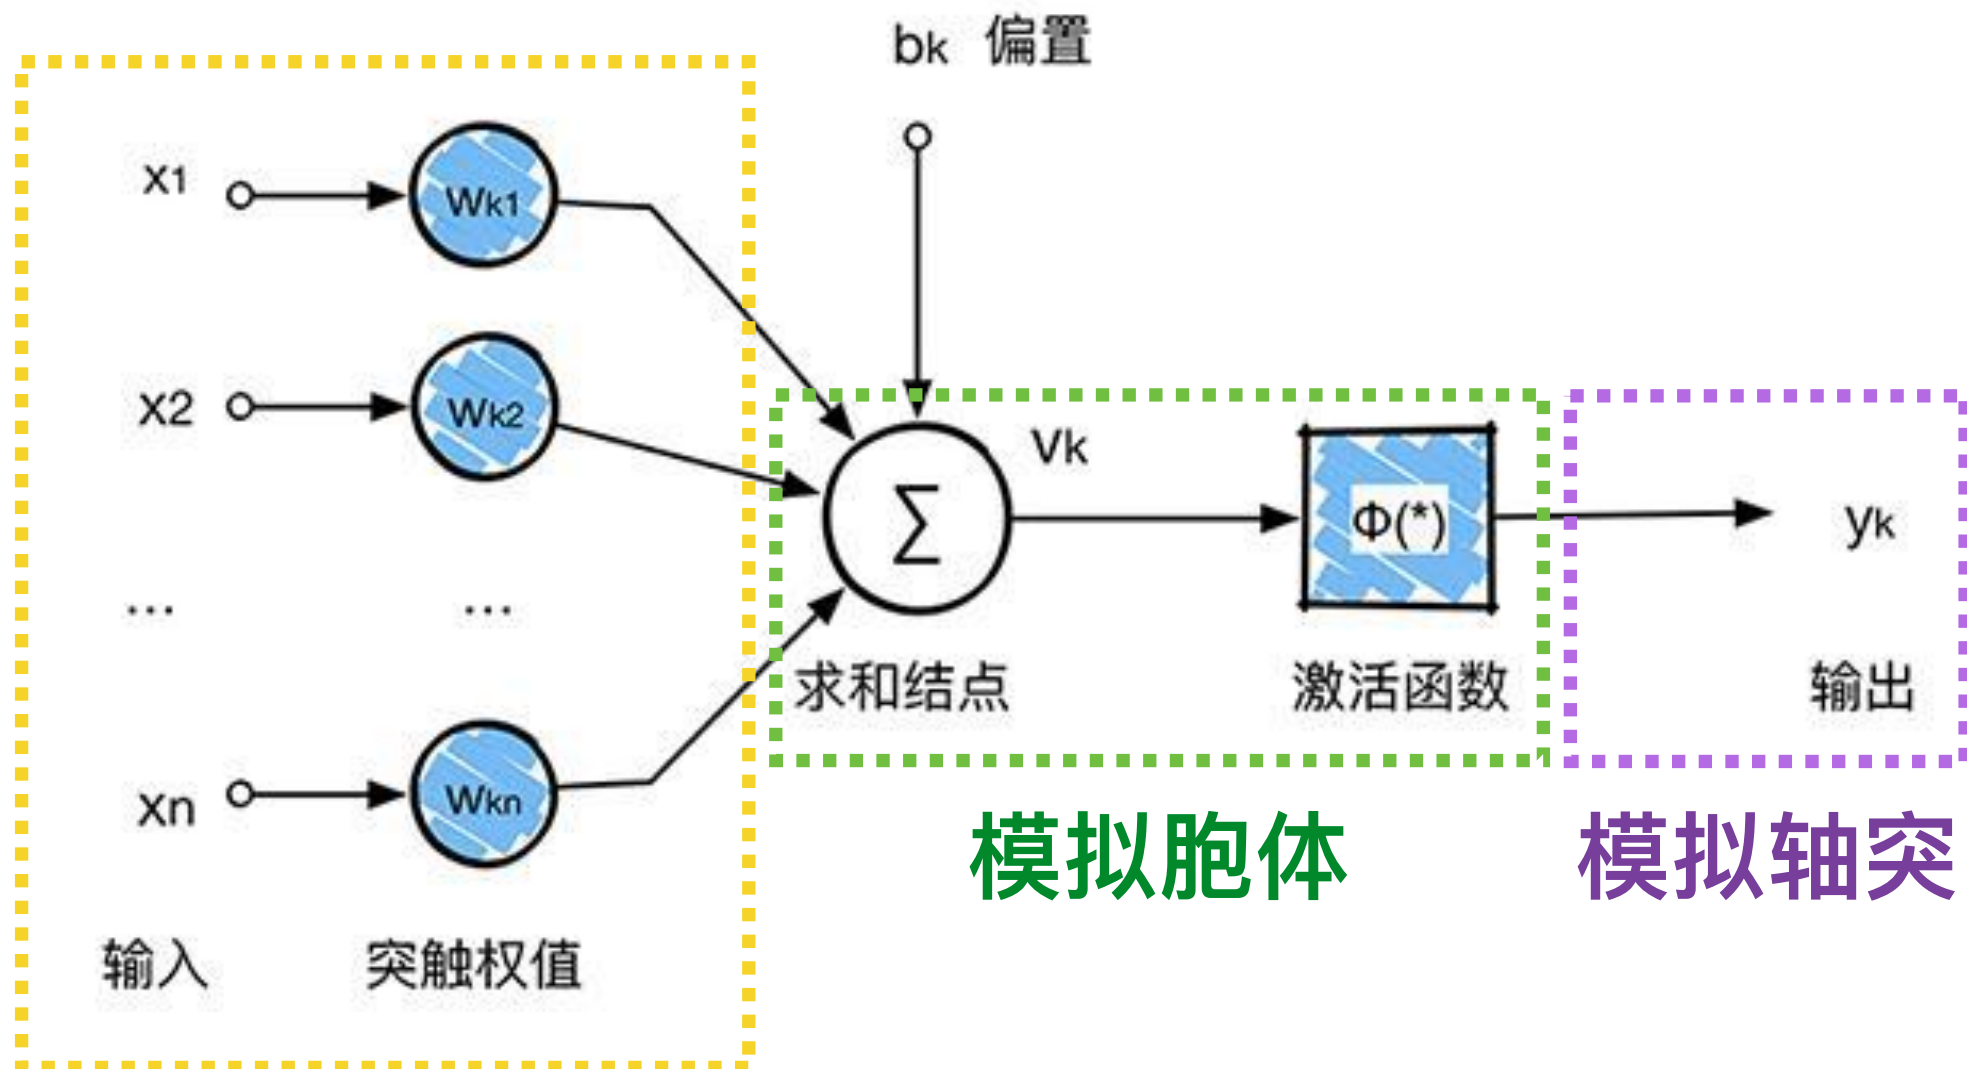 bk 偏置
x1
wk1
x2
wk2
Vk
∑
Φ(*)
yk
... ...
求和结点
激活函数
输出
xn
wkn
模拟胞体
模拟轴突
输入
突触权值